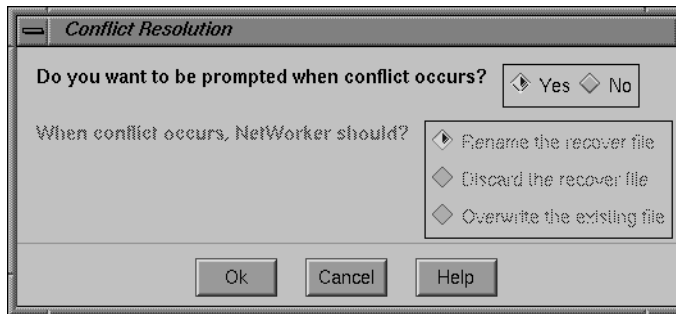 Conflict Resolution
Do you want to be prompted when conflict occurs?
Yes No
When conflict occurs, NetWorker should?
Rename the recover file
Discard the recover file
Overwrite the existing file
Ok Cancel Help